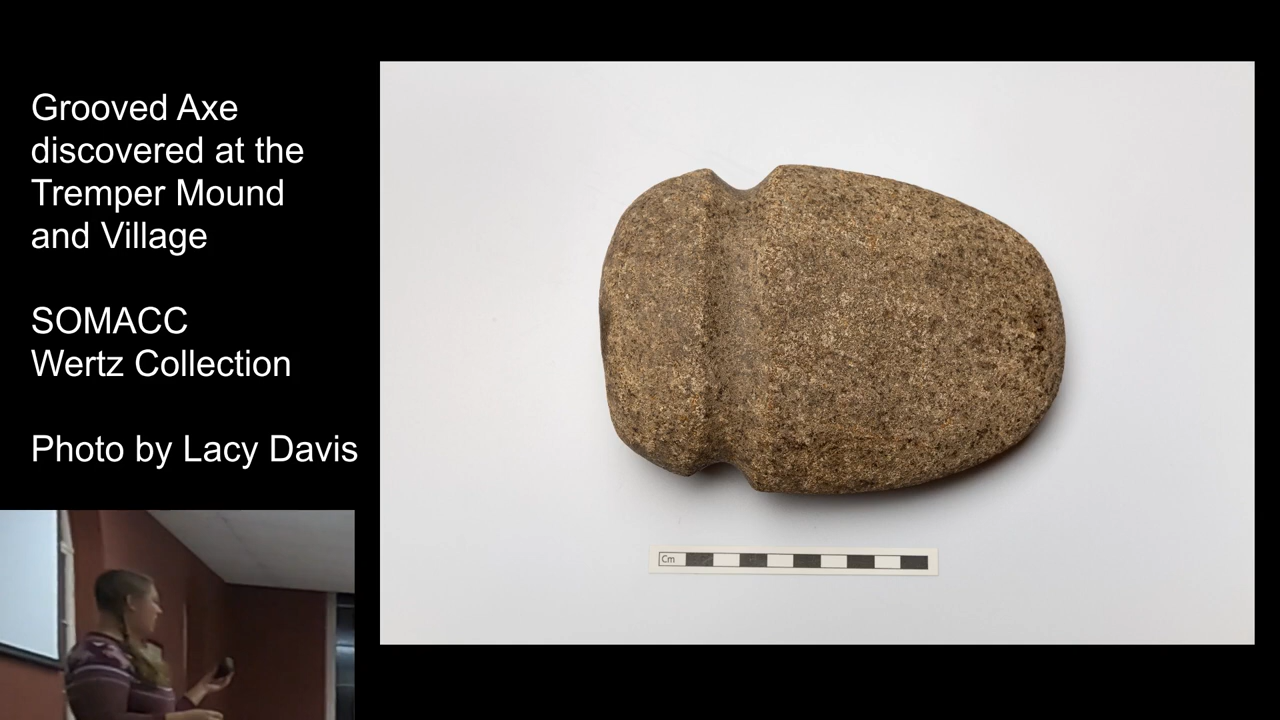 Grooved Axe
discovered at the
Tremper Mound
and Village
SOMACC
Wertz Collection
Photo by Lacy Davis
Cm